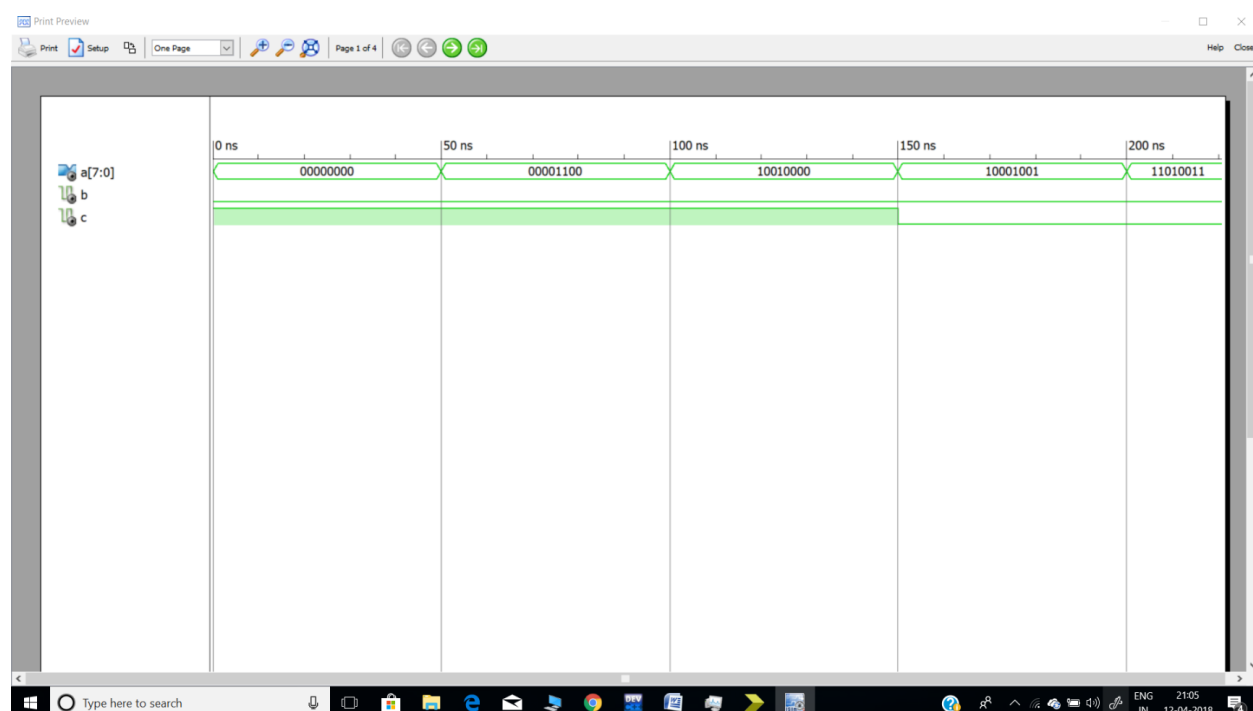 Print Preview
Print Setup One Page Page 1 of 4 Help Close
0 ns 50 ns 100 ns 150 ns 200 ns
a[7:0] 00000000 00001100 10010000 10001001 11010011
b
c
Type here to search ENG 21:05
IN 12-04-2018